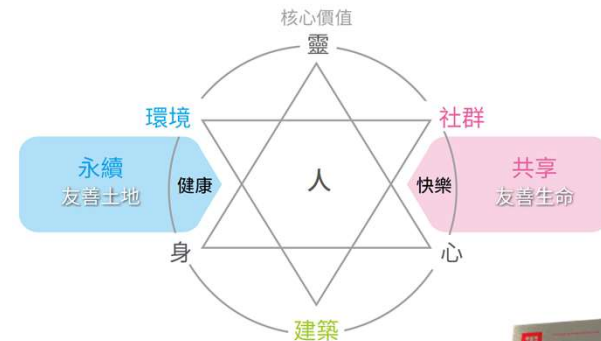 核心價值
靈
環境
社群
永續
友善土地
健康
人
快樂
共享
友善生命
身
心
建築